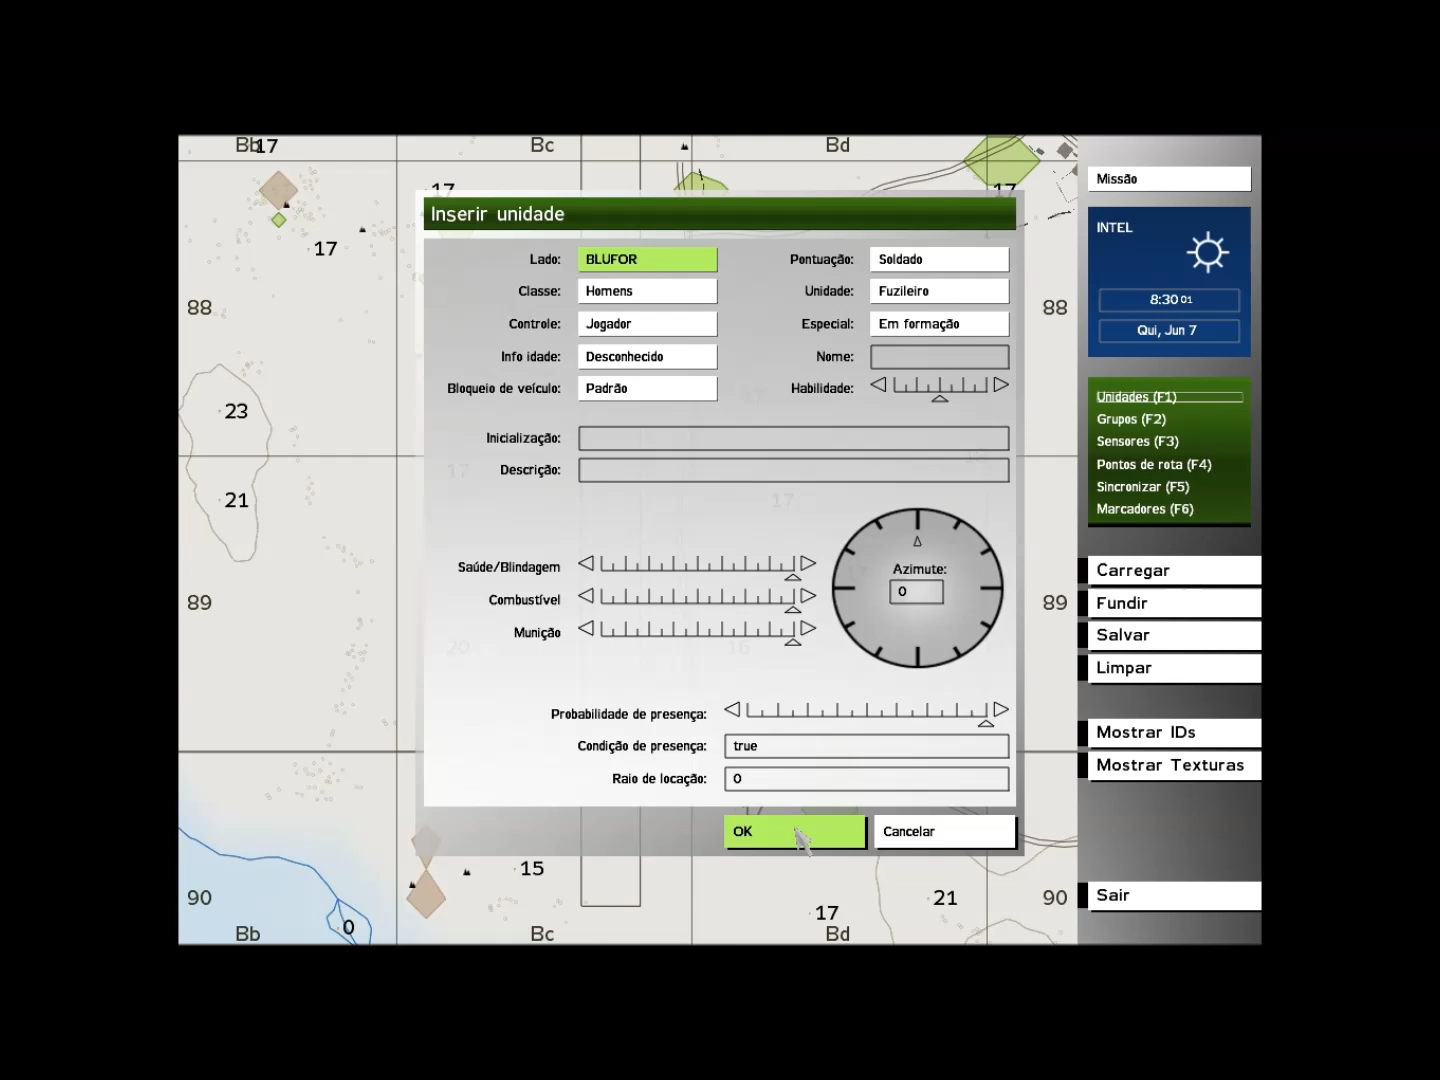 Bb
17
Bc
Bd
17
17
17
88
88
23
21
89
89
15
17
21
90
90
0
Bb
Bc
Bd
Inserir unidade
Lado: BLUFOR
Pontuação: Soldado
Classe: Homens
Unidade: Fuzileiro
Controle: Jogador
Especial: Em formação
Info idade: Desconhecido
Nome:
Bloqueio de veículo: Padrão
Habilidade:
Inicialização:
Descrição:
Saúde/Blindagem
Combustível
Munição
Azimute:
0
Probabilidade de presença:
Condição de presença: true
Raio de locação: 0
OK
Cancelar
Missão
INTEL
8:30 01
Qui, Jun 7
Unidades (F1)
Grupos (F2)
Sensores (F3)
Pontos de rota (F4)
Sincronizar (F5)
Marcadores (F6)
Carregar
Fundir
Salvar
Limpar
Mostrar IDs
Mostrar Texturas
Sair